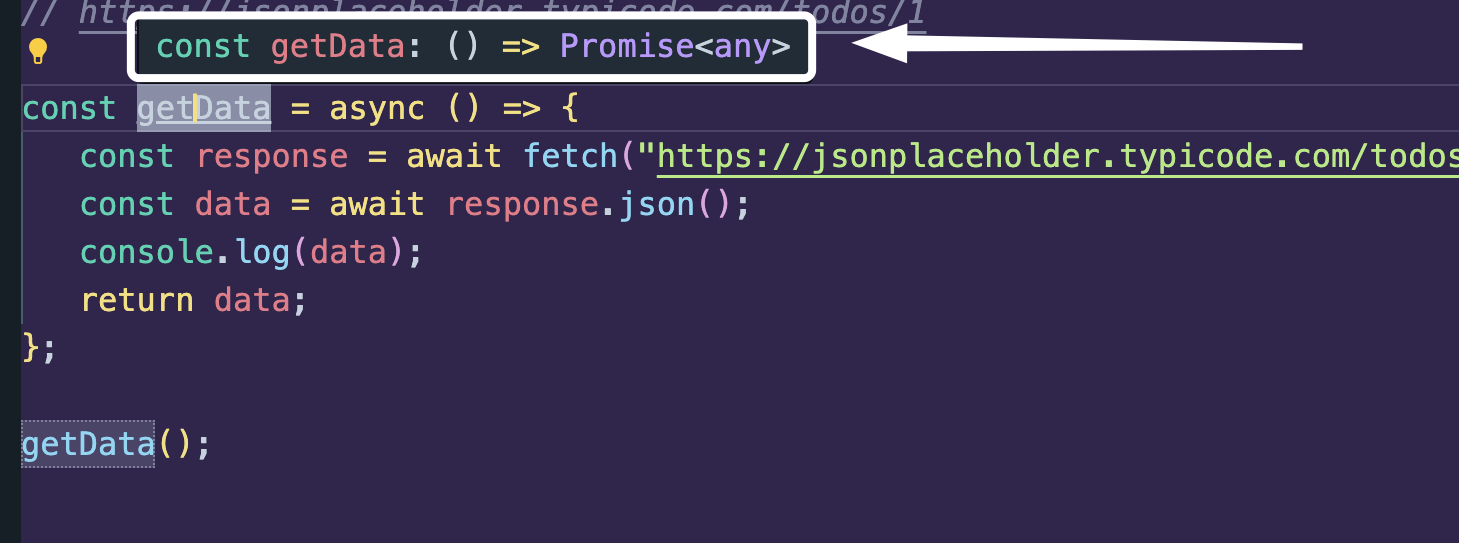 // https://jsonplaceholder.typicode.com/todos/1
const getData: () => Promise<any>
const getData = async () => {
const response = await fetch("https://jsonplaceholder.typicode.com/todos
const data = await response.json();
console.log(data);
return data;
};
getData();